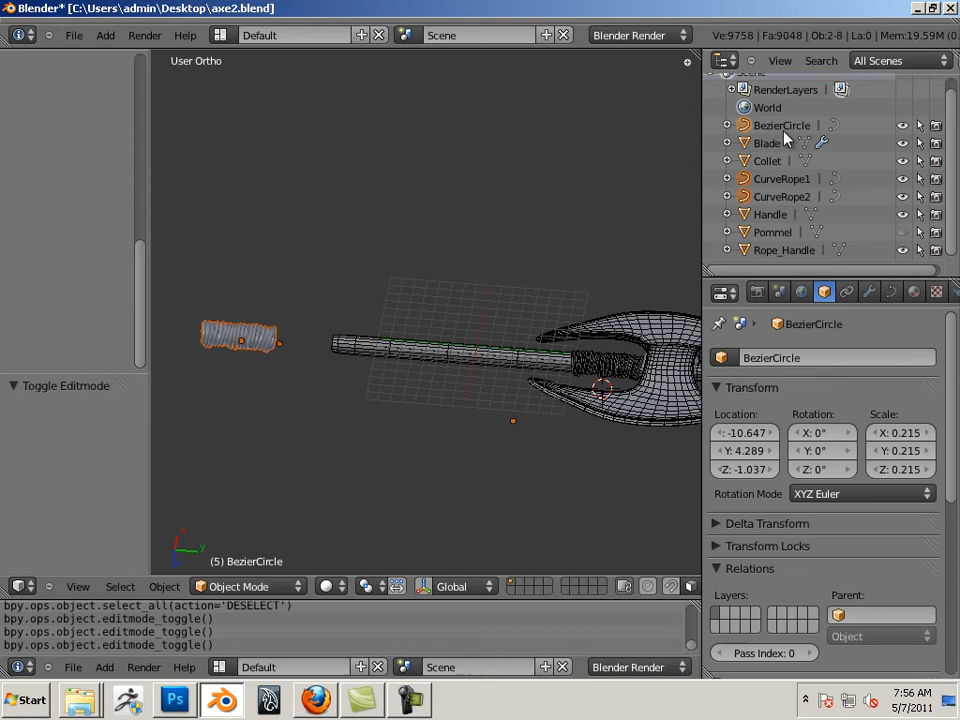 Blender* [C:\Users\admin\Desktop\axe2.blend]
File Add Render Help Default Scene Blender Render Ve:9758 | Fa:9048 | Ob:2-8 | La:0 | Mem:19.59M (0.
User Ortho
View Search All Scenes
RenderLayers |
World
BezierCircle |
Blade
Collet |
CurveRope1 |
CurveRope2 |
Handle |
Pommel |
Rope_Handle |
BezierCircle
BezierCircle
Transform
Location: Rotation: Scale:
: -10.647 X: 0° X: 0.215
Y: 4.289 Y: 0° Y: 0.215
Z: -1.037 Z: 0° Z: 0.215
Rotation Mode XYZ Euler
Delta Transform
Transform Locks
Relations
Layers: Parent:
Object
Pass Index: 0
Toggle Editmode
x
y
(5) BezierCircle
View Select Object Object Mode Global
bpy.ops.object.select_all(action='DESELECT')
bpy.ops.object.editmode_toggle()
bpy.ops.object.editmode_toggle()
bpy.ops.object.editmode_toggle()
File Add Render Help Default Scene Blender Render
Start Ps 7:56 AM
5/7/2011